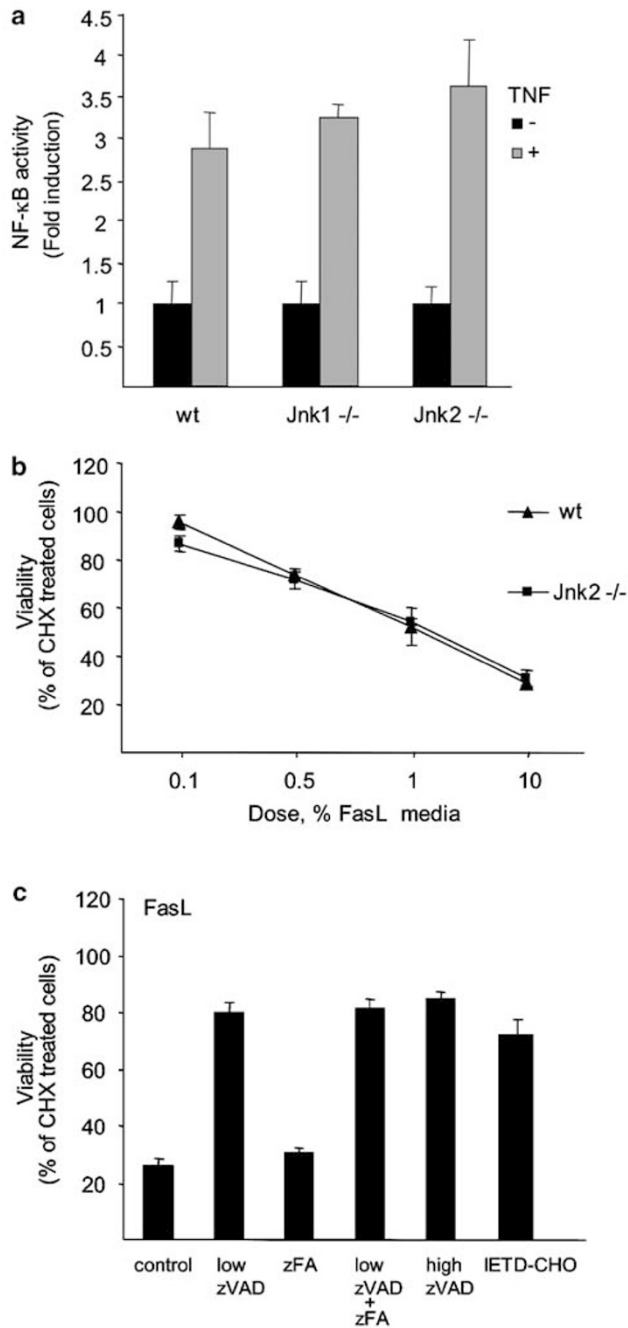 a
NF-κB activity
(Fold induction)
4.5
4
3.5
3
2.5
2
1.5
1
0.5
TNF
-
+
wt
Jnk1 -/-
Jnk2 -/-
b
Viability
(% of CHX treated cells)
120
100
80
60
40
20
wt
Jnk2 -/-
0.1
0.5
1
10
Dose, % FasL media
c
FasL
Viability
(% of CHX treated cells)
120
100
80
60
40
20
control
low
zVAD
zFA
low
zVAD
+
zFA
high
zVAD
IETD-CHO